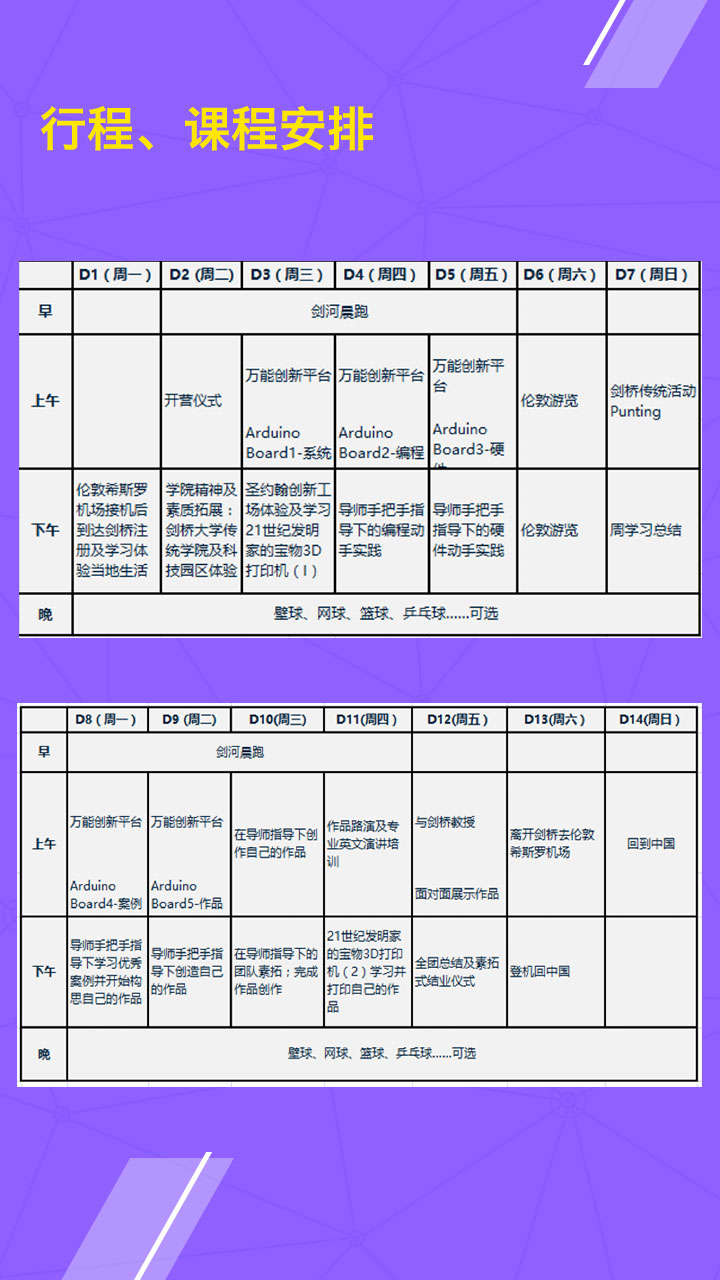 行程、课程安排
D1（周一） D2 (周二) D3（周三） D4（周四） D5（周五） D6（周六） D7（周日）
早 剑河晨跑
上午
开营仪式
万能创新平台
Arduino
Board1-系统
万能创新平台
Arduino
Board2-编程
万能创新平
台
Arduino
Board3-硬
件
伦敦游览
剑桥传统活动
Punting
下午
伦敦希斯罗
机场接机后
到达剑桥注
册及学习体
验当地生活
学院精神及
素质拓展：
剑桥大学传
统学院及科
技园区体验
圣约翰创新工
场体验及学习
21世纪发明
家的宝物3D
打印机（I）
导师手把手指
导下的编程动
手实践
导师手把手
指导下的硬
件动手实践
伦敦游览
周学习总结
晚 壁球、网球、篮球、乒乓球......可选
D8（周一） D9 (周二) D10(周三) D11(周四） D12(周五） D13(周六） D14(周日）
早 剑河晨跑
上午
万能创新平台
Arduino
Board4-案例
万能创新平台
Arduino
Board5-作品
在导师指导下创
作自己的作品
作品路演及专
业英文演讲培
训
与剑桥教授
面对面展示作品
离开剑桥去伦敦
希斯罗机场
回到中国
下午
导师手把手指
导下学习优秀
案例并开始构
思自己的作品
导师手把手指
导下创造自己
的作品
在导师指导下的
团队素拓；完成
作品创作
21世纪发明家
的宝物3D打印
机（2）学习并
打印自己的作
品
全团总结及素拓
式结业仪式
登机回中国
晚 壁球、网球、篮球、乒乓球......可选